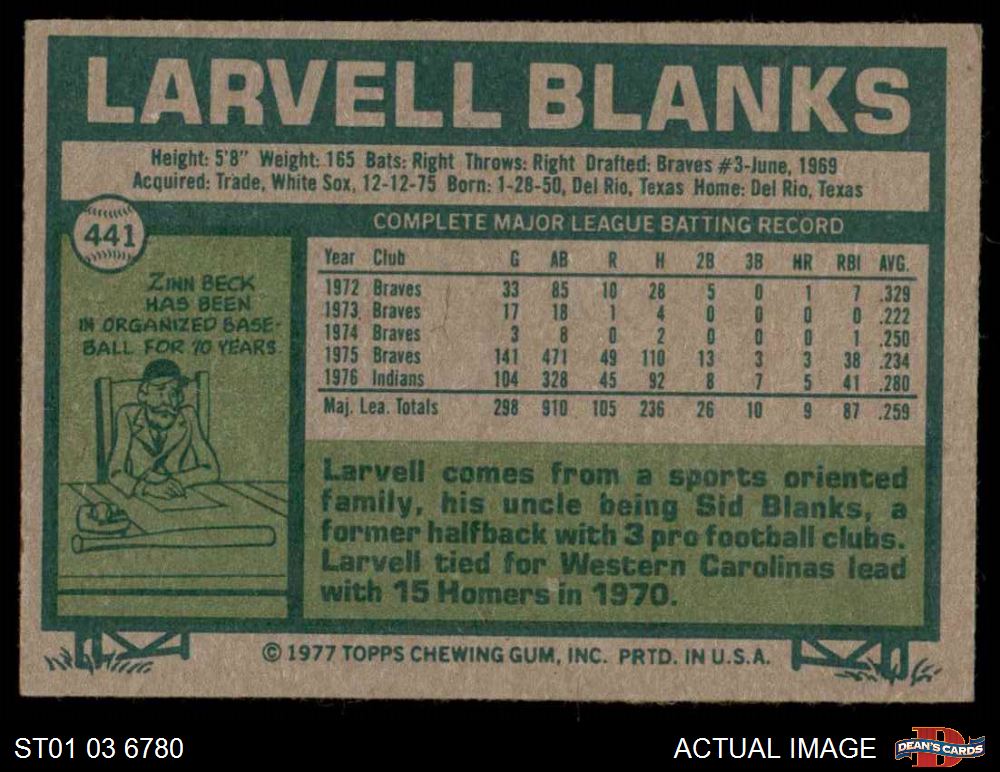 LARVELL BLANKS
Height: 5'8" Weight: 165 Bats: Right Throws: Right Drafted: Braves #3-June, 1969
Acquired: Trade, White Sox, 12-12-75 Born: 1-28-50, Del Rio, Texas Home: Del Rio, Texas
441
COMPLETE MAJOR LEAGUE BATTING RECORD
ZINN BECK
HAS BEEN
IN ORGANIZED BASE-
BALL FOR 70 YEARS.
Year Club G AB R H 2B 3B HR RBI AVG.
1972 Braves 33 85 10 28 5 0 1 7 .329
1973 Braves 17 18 1 4 0 0 0 0 .222
1974 Braves 3 8 0 2 0 0 0 1 .250
1975 Braves 141 471 49 110 13 3 3 38 .234
1976 Indians 104 328 45 92 8 7 5 41 .280
Maj. Lea. Totals 298 910 105 236 26 10 9 87 .259
Larvell comes from a sports oriented
family, his uncle being Sid Blanks, a
former halfback with 3 pro football clubs.
Larvell tied for Western Carolinas lead
with 15 Homers in 1970.
© 1977 TOPPS CHEWING GUM, INC. PRTD. IN U.S.A.
ST01 03 6780
ACTUAL IMAGE
D
DEAN'S CARDS